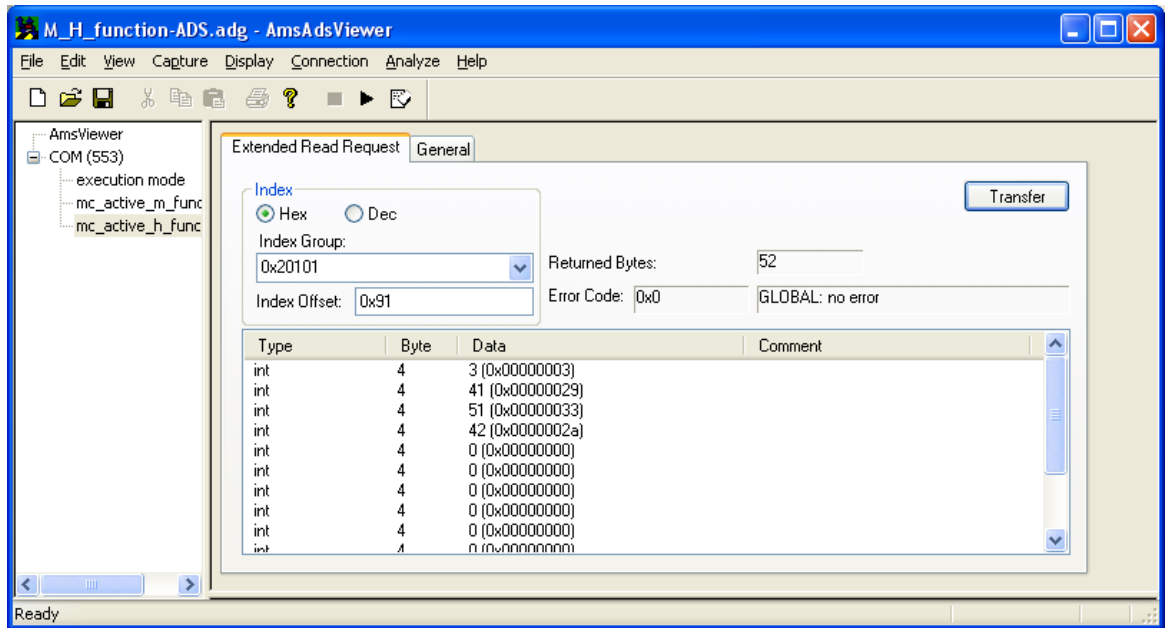 M_H_function-ADS.adg - AmsAdsViewer
File Edit View Capture Display Connection Analyze Help
AmsViewer
COM (553)
execution mode
mc_active_m_func
mc_active_h_func
Extended Read Request General
Index
Hex Dec
Index Group:
0x20101
Index Offset: 0x91
Transfer
Returned Bytes: 52
Error Code: 0x0 GLOBAL: no error
Type Byte Data Comment
int 4 3 (0x00000003)
int 4 41 (0x00000029)
int 4 51 (0x00000033)
int 4 42 (0x0000002a)
int 4 0 (0x00000000)
int 4 0 (0x00000000)
int 4 0 (0x00000000)
int 4 0 (0x00000000)
int 4 0 (0x00000000)
int 4 0 (0x00000000)
Ready